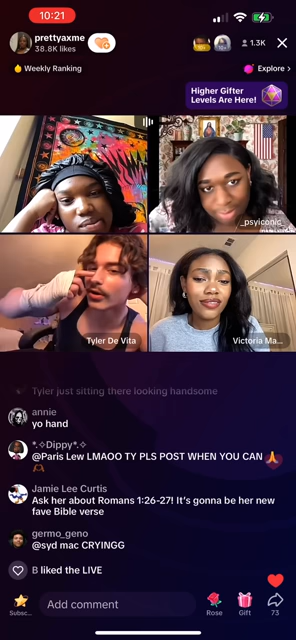 10:21
prettyaxme
38.8K likes
1.3K
Weekly Ranking
Explore >
Higher Gifter
Levels Are Here!
_psyiconic_
Tyler De Vita
Victoria Ma...
Tyler just sitting there looking handsome
annie
yo hand
*.✧Dippy*.✧
@Paris Lew LMAOO TY PLS POST WHEN YOU CAN 🙏
🫶🏾
Jamie Lee Curtis
Ask her about Romans 1:26-27! It's gonna be her new
fave Bible verse
germo_geno
@syd mac CRYINGG
B liked the LIVE
Subsc...
Add comment
Rose
Gift
73